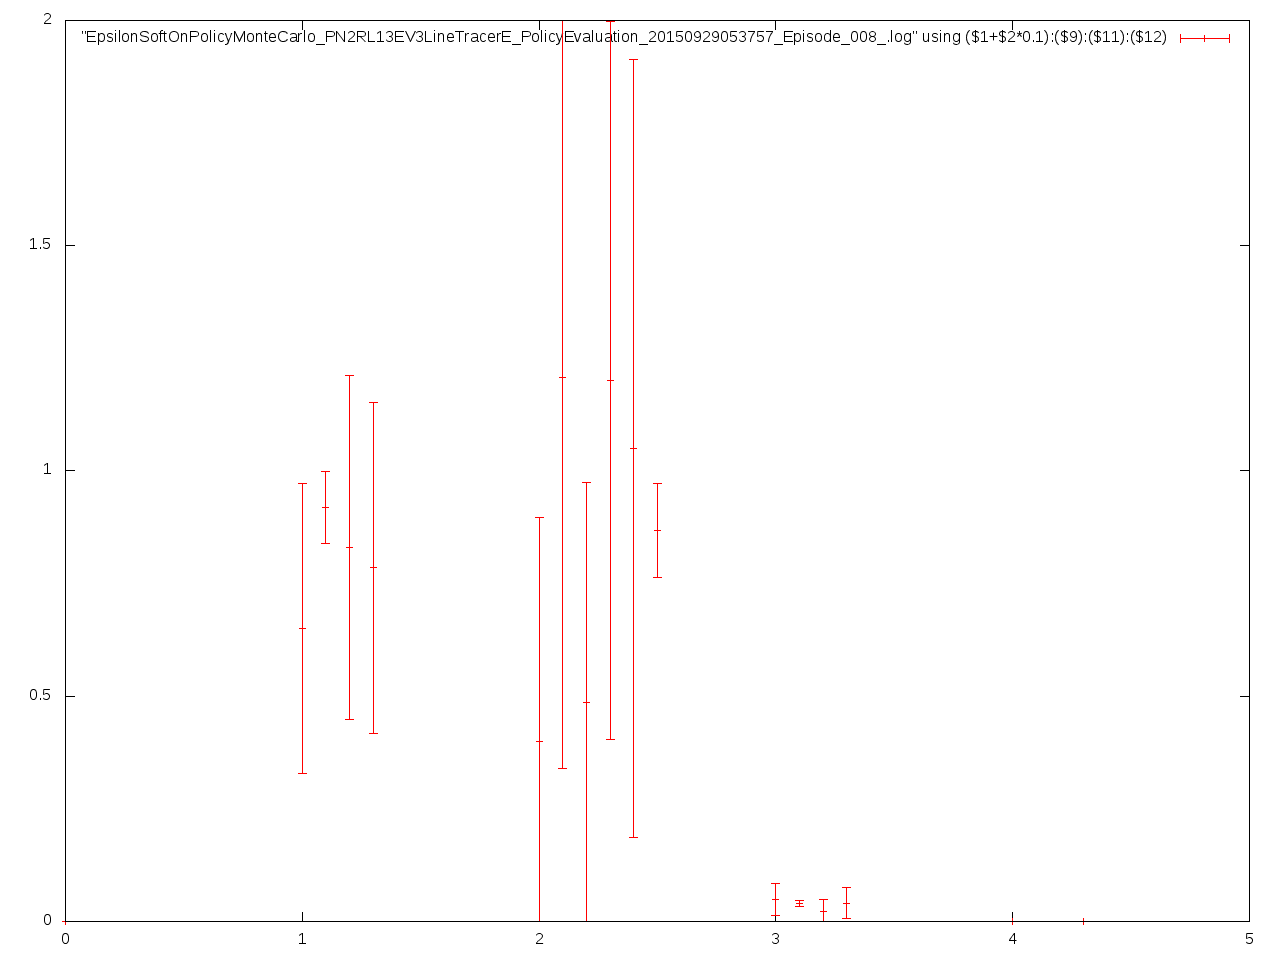 2
"EpsilonSoftOnPolicyMonteCarlo_PN2RL13EV3LineTracerE_PolicyEvaluation_20150929053757_Episode_008_.log" using ($1+$2*0.1):($9):($11):($12)
1.5
1
0.5
0
0 1 2 3 4 5